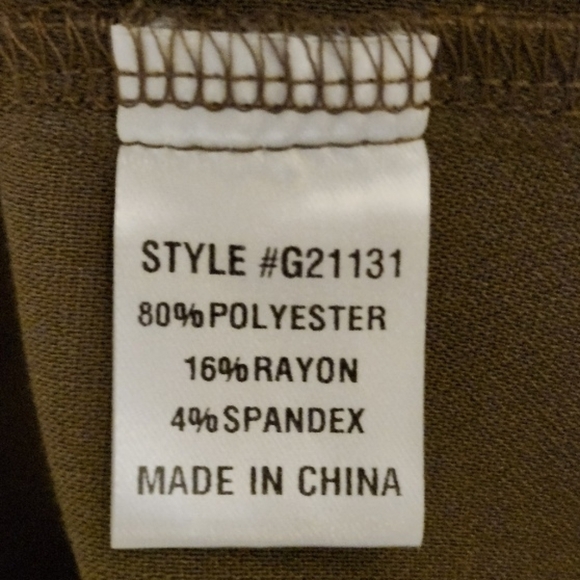 STYLE #G21131
80%POLYESTER
16%RAYON
4%SPANDEX
MADE IN CHINA